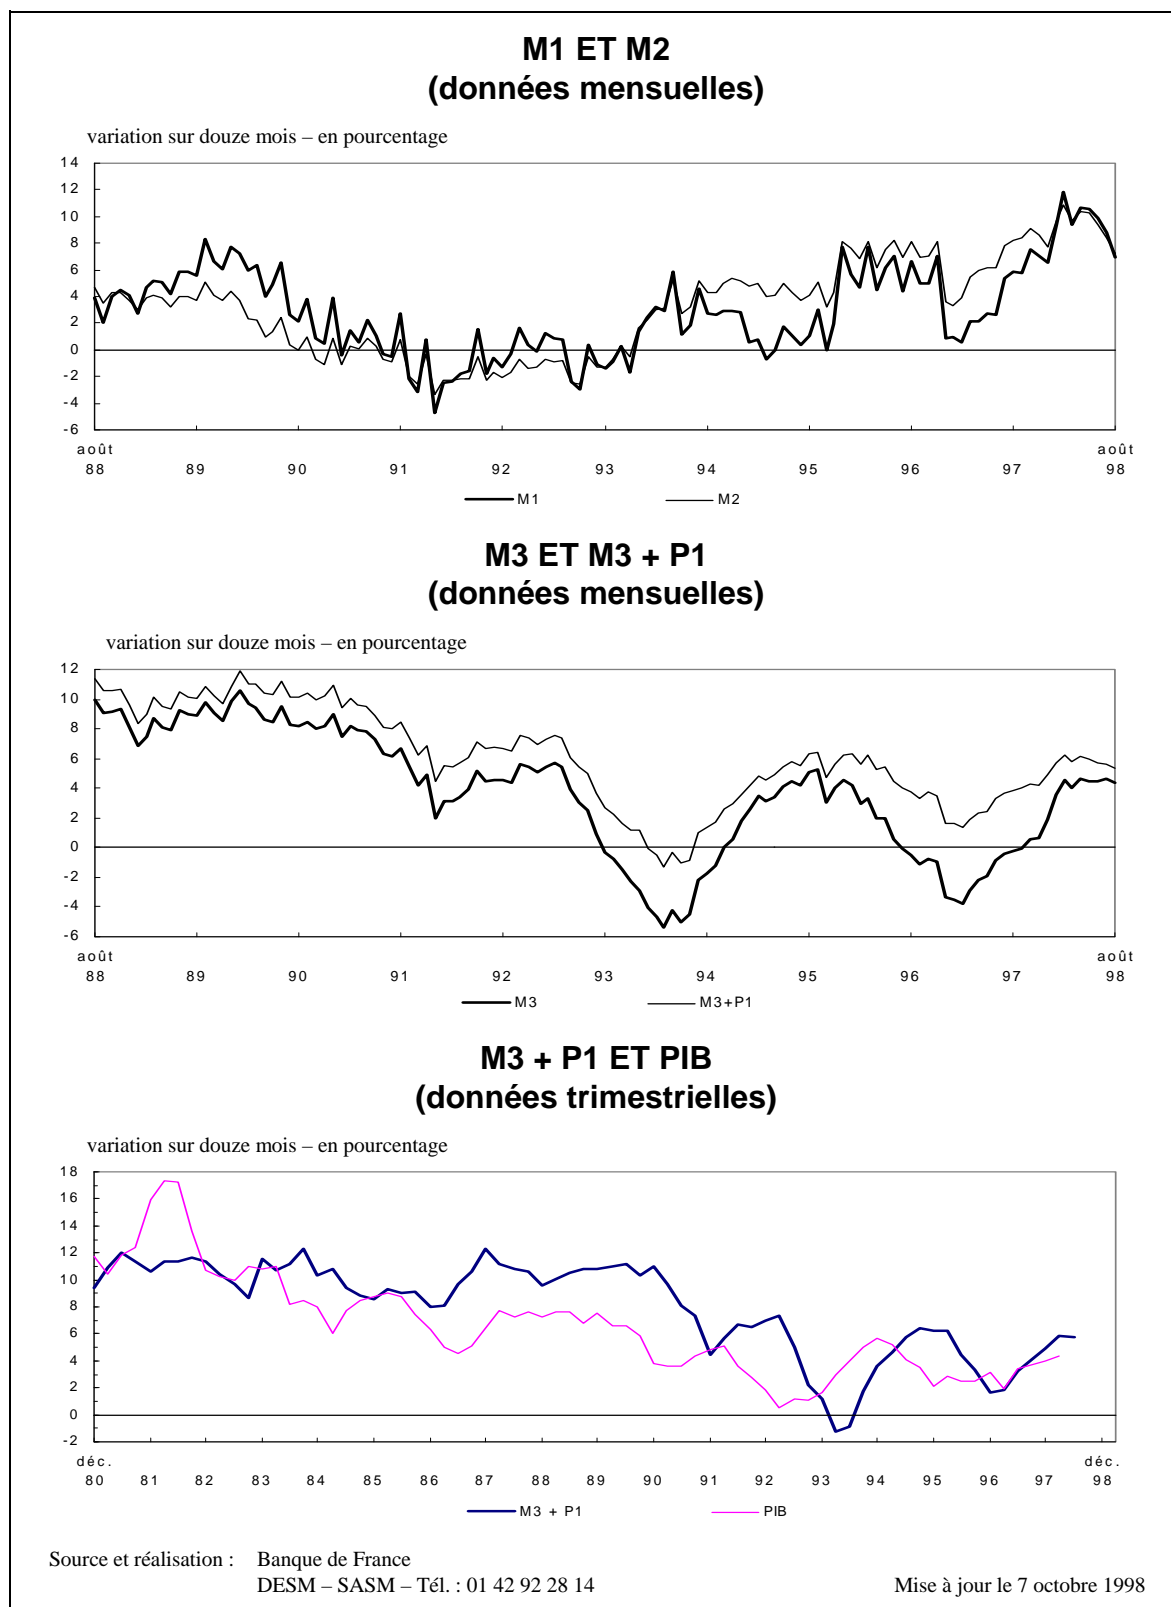 M1 ET M2
(données mensuelles)
variation sur douze mois – en pourcentage
14
12
10
8
6
4
2
0
-2
-4
-6
août août
88 89 90 91 92 93 94 95 96 97 98
M1 M2
M3 ET M3 + P1
(données mensuelles)
variation sur douze mois – en pourcentage
12
10
8
6
4
2
0
-2
-4
-6
août août
88 89 90 91 92 93 94 95 96 97 98
M3 M3+P1
M3 + P1 ET PIB
(données trimestrielles)
variation sur douze mois – en pourcentage
18
16
14
12
10
8
6
4
2
0
-2
déc. déc.
80 81 82 83 84 85 86 87 88 89 90 91 92 93 94 95 96 97 98
M3 + P1 PIB
Source et réalisation : Banque de France
DESM – SASM – Tél. : 01 42 92 28 14 Mise à jour le 7 octobre 1998